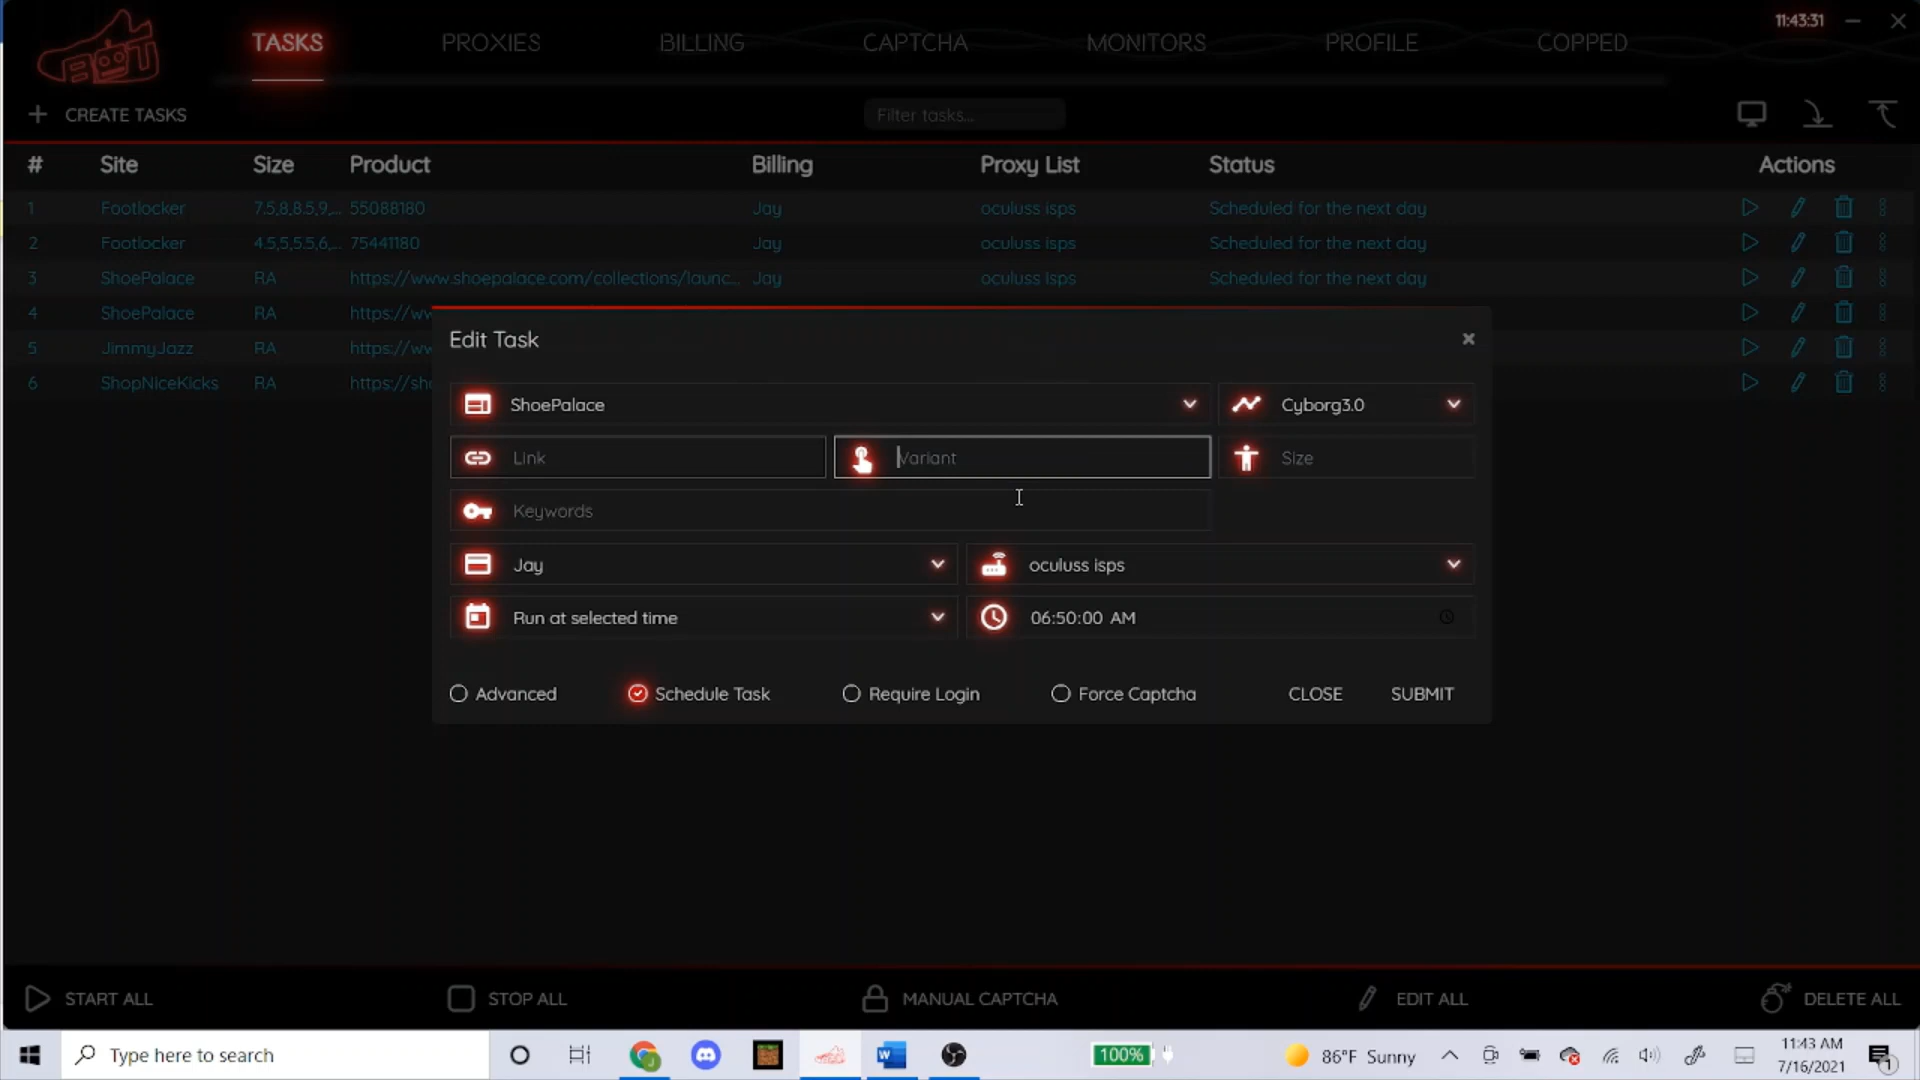 11:43:31
BOT
TASKS PROXIES BILLING CAPTCHA MONITORS PROFILE COPPED
CREATE TASKS Filter tasks...
# Site Size Product Billing Proxy List Status Actions
1 Footlocker 7.5,8,8.5,9,... 55088180 Jay oculuss isps Scheduled for the next day
2 Footlocker 4.5,5,5.5,6,... 75441180 Jay oculuss isps Scheduled for the next day
3 ShoePalace RA https://www.shoepalace.com/collections/launc... Jay oculuss isps Scheduled for the next day
4 ShoePalace RA https://ww
5 JimmyJazz RA https://ww
6 ShopNiceKicks RA https://sh
Edit Task
ShoePalace Cyborg3.0
Link Variant Size
Keywords
Jay oculuss isps
Run at selected time 06:50:00 AM
Advanced Schedule Task Require Login Force Captcha CLOSE SUBMIT
START ALL STOP ALL MANUAL CAPTCHA EDIT ALL DELETE ALL
Type here to search 100% 86°F Sunny 11:43 AM
7/16/2021 1